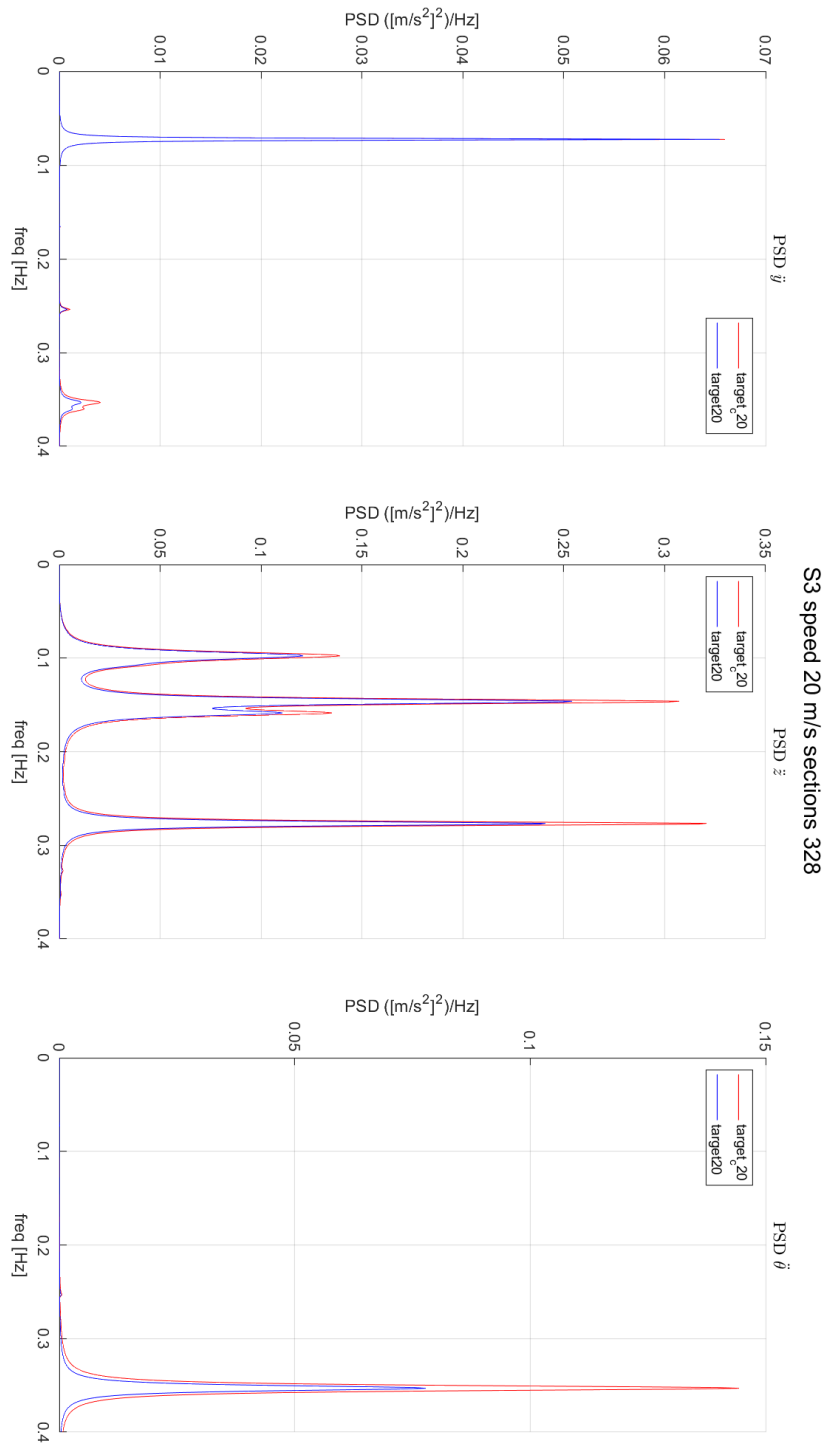 S3 speed 20 m/s sections 328
PSD ÿ
PSD ([m/s²]²)/Hz]
0.07
0.06
0.05
0.04
0.03
0.02
0.01
0
0
0.1
0.2
0.3
0.4
freq [Hz]
target_c20
target20
PSD z̈
PSD ([m/s²]²)/Hz]
0.35
0.3
0.25
0.2
0.15
0.1
0.05
0
0
0.1
0.2
0.3
0.4
freq [Hz]
target_c20
target20
PSD θ̈
PSD ([m/s²]²)/Hz]
0.15
0.1
0.05
0
0
0.1
0.2
0.3
0.4
freq [Hz]
target_c20
target20